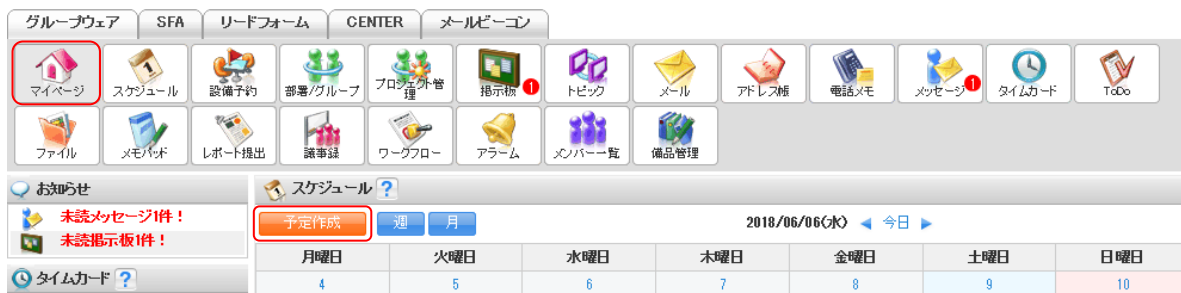 グループウェア SFA リードフォーム CENTER メールビーコン
マイページ スケジュール 設備予約 部署/グループ プロジェクト管理 掲示板 1 トピック メール アドレス帳 電話メモ メッセージ 1 タイムカード ToDo
ファイル メモパッド レポート提出 議事録 ワークフロー アラーム メンバー一覧 備品管理
お知らせ
未読メッセージ1件！
未読掲示板1件！
タイムカード ?
スケジュール ?
予定作成 週 月 2018/06/06(水) 今日
月曜日 火曜日 水曜日 木曜日 金曜日 土曜日 日曜日
4 5 6 7 8 9 10